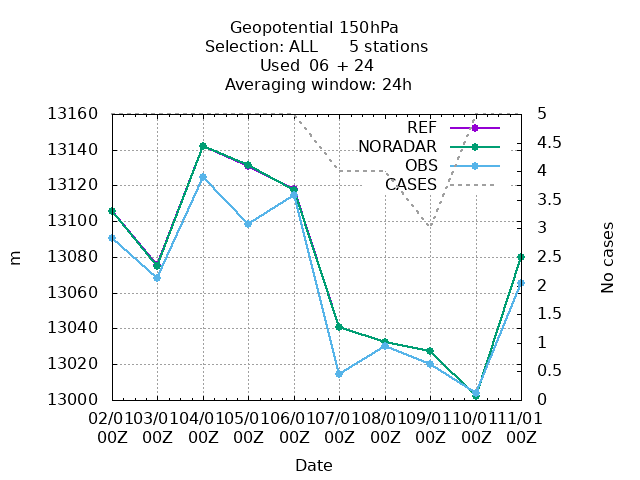 Geopotential 150hPa
Selection: ALL 5 stations
Used 06 + 24
Averaging window: 24h
13160
13140
13120
13100
13080
13060
13040
13020
13000
m
5
4.5
4
3.5
3
2.5
2
1.5
1
0.5
0
No cases
REF
NORADAR
OBS
CASES
02/01 03/01 04/01 05/01 06/01 07/01 08/01 09/01 10/01 11/01
00Z 00Z 00Z 00Z 00Z 00Z 00Z 00Z 00Z 00Z
Date